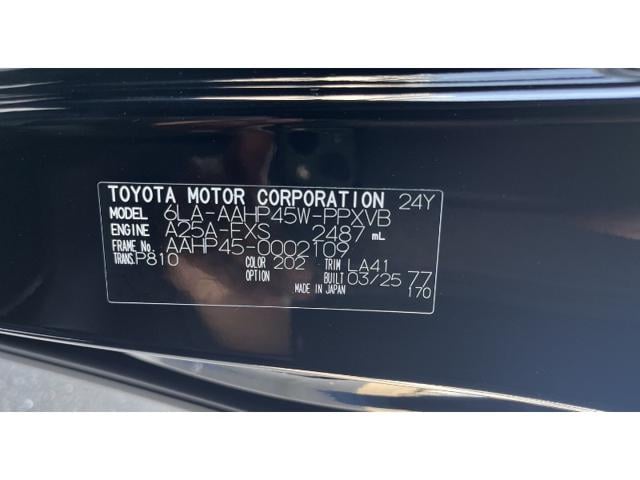 TOYOTA MOTOR CORPORATION 24Y
MODEL 6LA-AAHP45W-PPXVB
ENGINE A25A-FXS 2487 mL
FRAME No. AAHP45-0002109
TRANS. P810 COLOR 202 TRIM LA41
OPTION BUILT 03/25 77
MADE IN JAPAN 170